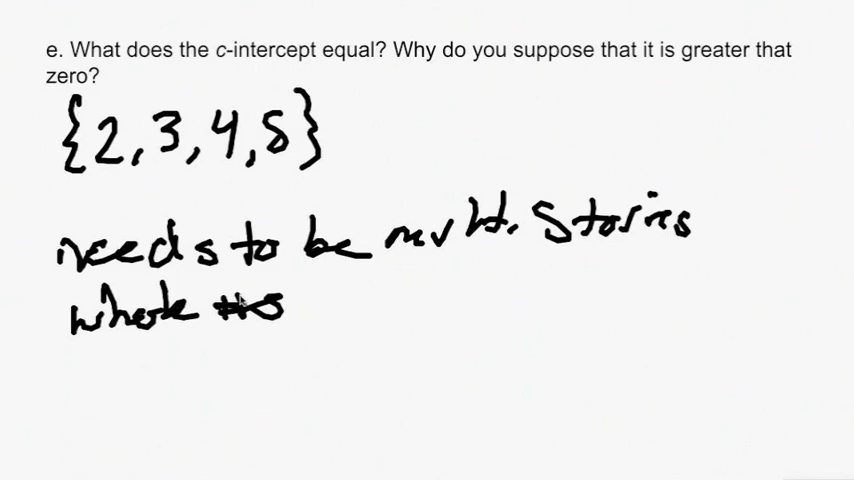 e. What does the c-intercept equal? Why do you suppose that it is greater that
zero?
{2,3,4,5}
needs to be mult. Stories
whole #s